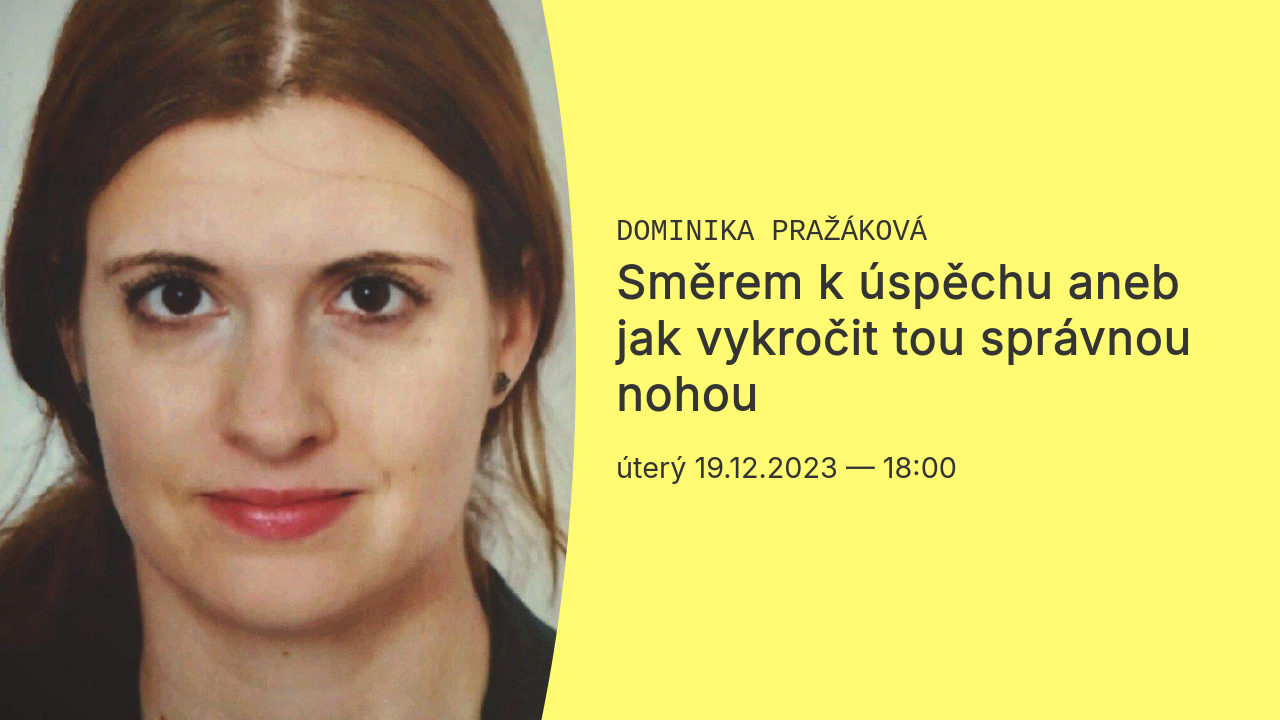 DOMINIKA PRAŽÁKOVÁ
Směrem k úspěchu aneb
jak vykročit tou správnou
nohou
úterý 19.12.2023 — 18:00